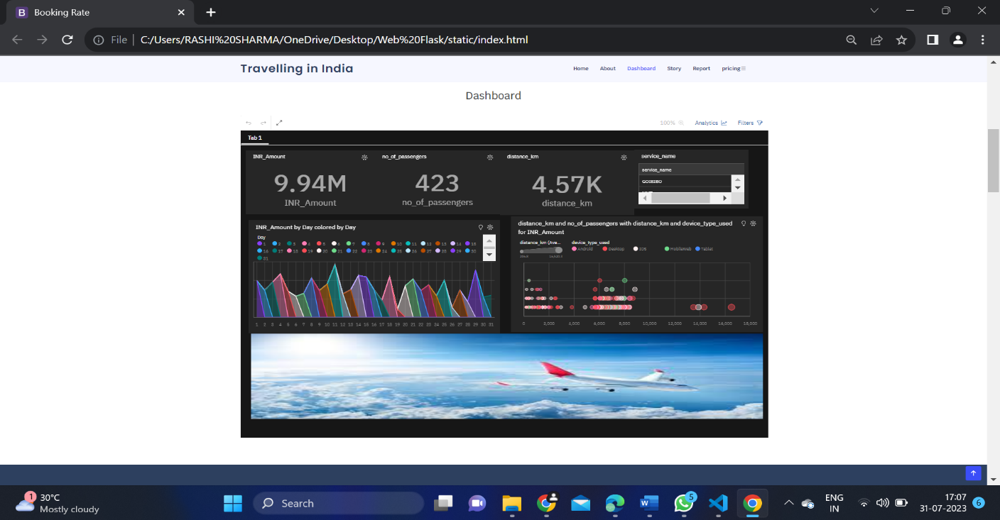 Booking Rate
File
C:/Users/RASHI%20SHARMA/OneDrive/Desktop/Web%20Flask/static/index.html
Travelling in India
Home About Dashboard Story Report pricing
Dashboard
100% Analytics Filters
Tab 1
INR_Amount
9.94M
INR_Amount
no_of_passengers
423
no_of_passengers
distance_km
4.57K
distance_km
service_name
service_name
GOIBIBO
INR_Amount by Day colored by Day
Day
1 2 3 4 5 6 7 8 9 10 11 12 13 14 15
16 17 18 19 20 21 22 23 24 25 26 27 28 29 30
31
1 2 3 4 5 6 7 8 9 10 11 12 13 14 15 16 17 18 19 20 21 22 23 24 25 26 27 28 29 30 31
distance_km and no_of_passengers with distance_km and device_type_used
for INR_Amount
distance_km (Ave...
device_type_used
Android Desktop IOS MobileWeb Tablet
0 2,000 4,000 6,000 8,000 10,000 12,000 14,000 16,000 18,000
1
30°C
Mostly cloudy
Search
5
ENG
IN
17:07
31-07-2023
6